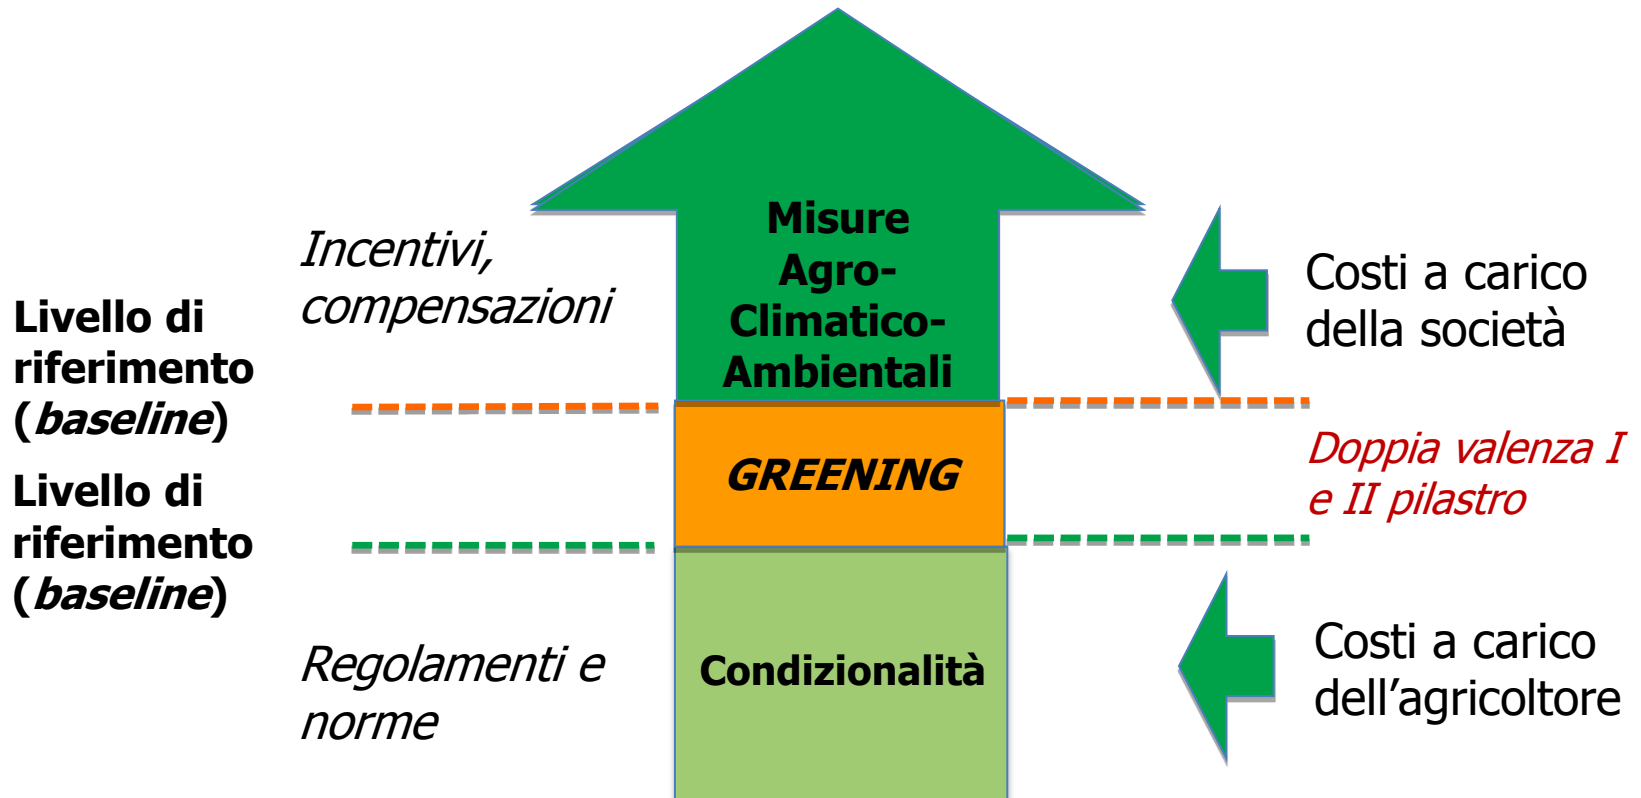 Misure
Agro-
Climatico-
Ambientali
Incentivi,
compensazioni
Costi a carico
della società
Livello di
riferimento
(baseline)
GREENING
Doppia valenza I
e II pilastro
Livello di
riferimento
(baseline)
Regolamenti e
norme
Condizionalità
Costi a carico
dell’agricoltore